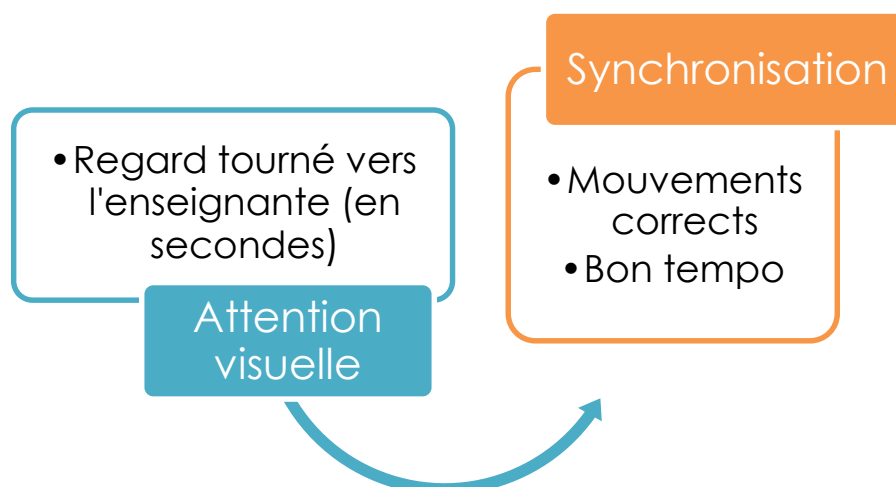 •Regard tourné vers
l'enseignante (en
secondes)
Attention
visuelle
Synchronisation
•Mouvements
corrects
•Bon tempo